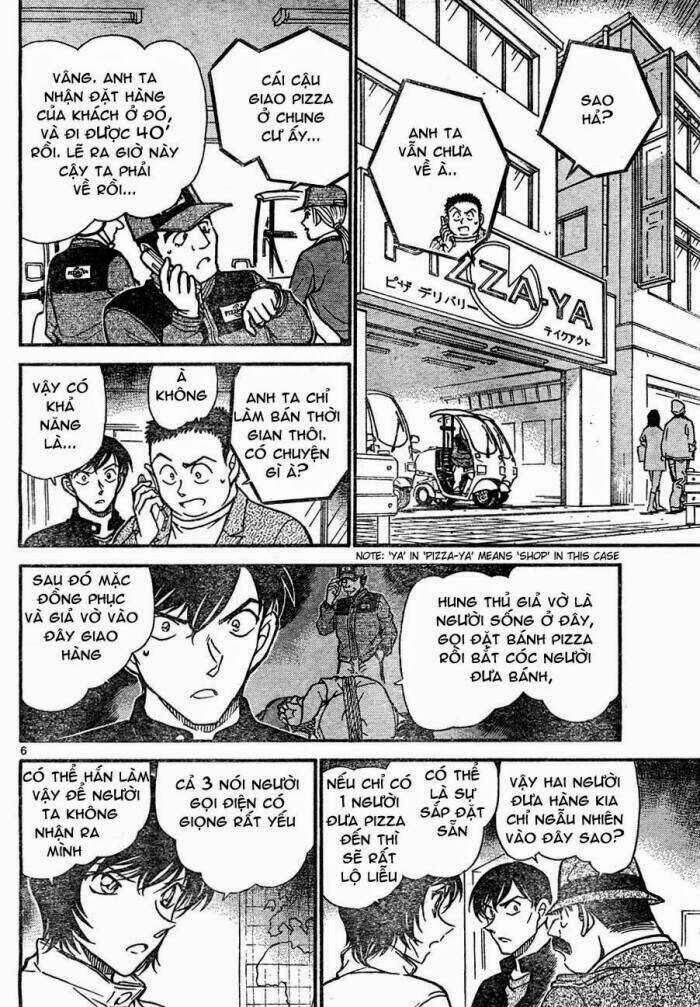 SAO
HẢ?
ANH TA
VẪN CHƯA
VỀ À..
PIZZA-YA
ピザ デリバリー
テイクアウト
CÁI CẬU
GIAO PIZZA
Ở CHUNG
CƯ ẤY...
VÂNG. ANH TA
NHẬN ĐẶT HÀNG
CỦA KHÁCH Ở ĐÓ,
VÀ ĐI ĐƯỢC 40'
RỒI. LẼ RA GIỜ NÀY
CẬU TA PHẢI
VỀ RỒI...
ANH TA CHỈ
LÀM BÁN THỜI
GIAN THÔI.
CÓ CHUYỆN
GÌ À?
À
KHÔNG
VẬY CÓ
KHẢ
NĂNG
LÀ...
NOTE: 'YA' IN 'PIZZA-YA' MEANS 'SHOP' IN THIS CASE
HUNG THỦ GIẢ VỜ LÀ
NGƯỜI SỐNG Ở ĐÂY,
GỌI ĐẶT BÁNH PIZZA
RỒI BẮT CÓC NGƯỜI
ĐƯA BÁNH,
SAU ĐÓ MẶC
ĐỒNG PHỤC
VÀ GIẢ VỜ VÀO
ĐÂY GIAO
HÀNG
6
VẬY HAI NGƯỜI
ĐƯA HÀNG KIA
CHỈ NGẪU NHIÊN
VÀO ĐÂY SAO?
CÓ THỂ
LÀ SỰ
SẮP ĐẶT
SẴN
NẾU CHỈ CÓ
1 NGƯỜI
ĐƯA PIZZA
ĐẾN THÌ
SẼ RẤT
LỘ LIỄU
CẢ 3 NÓI NGƯỜI
GỌI ĐIỆN CÓ
GIỌNG RẤT YẾU
CÓ THỂ HẮN LÀM
VẬY ĐỂ NGƯỜI
TA KHÔNG
NHẬN RA
MÌNH